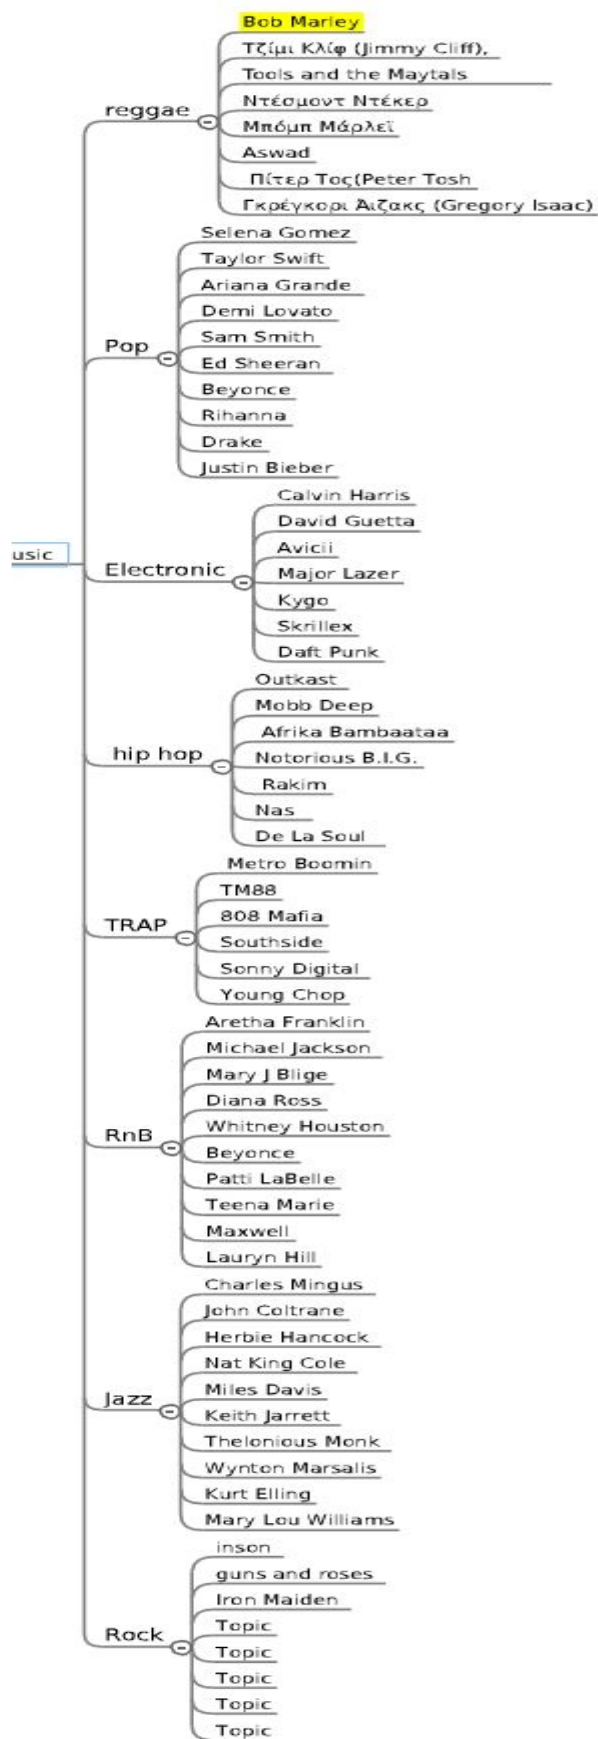 Bob Marley
Τζίμι Κλίφ (Jimmy Cliff),
Tools and the Maytals
reggae
Ντέσμοντ Ντέκερ
Μπόμπ Μάρλεϊ
Aswad
Πίτερ Τος(Peter Tosh
Γκρέγκορι Άιζακς (Gregory Isaac)
Selena Gomez
Taylor Swift
Ariana Grande
Demi Lovato
Pop
Sam Smith
Ed Sheeran
Beyonce
Rihanna
Drake
Justin Bieber
Calvin Harris
David Guetta
usic
Avicii
Electronic
Major Lazer
Kygo
Skrillex
Daft Punk
Outkast
Mobb Deep
Afrika Bambaataa
hip hop
Notorious B.I.G.
Rakim
Nas
De La Soul
Metro Boomin
TM88
808 Mafia
TRAP
Southside
Sonny Digital
Young Chop
Aretha Franklin
Michael Jackson
Mary J Blige
Diana Ross
RnB
Whitney Houston
Beyonce
Patti LaBelle
Teena Marie
Maxwell
Lauryn Hill
Charles Mingus
John Coltrane
Herbie Hancock
Nat King Cole
Jazz
Miles Davis
Keith Jarrett
Thelonious Monk
Wynton Marsalis
Kurt Elling
Mary Lou Williams
inson
guns and roses
Iron Maiden
Rock
Topic
Topic
Topic
Topic
Topic